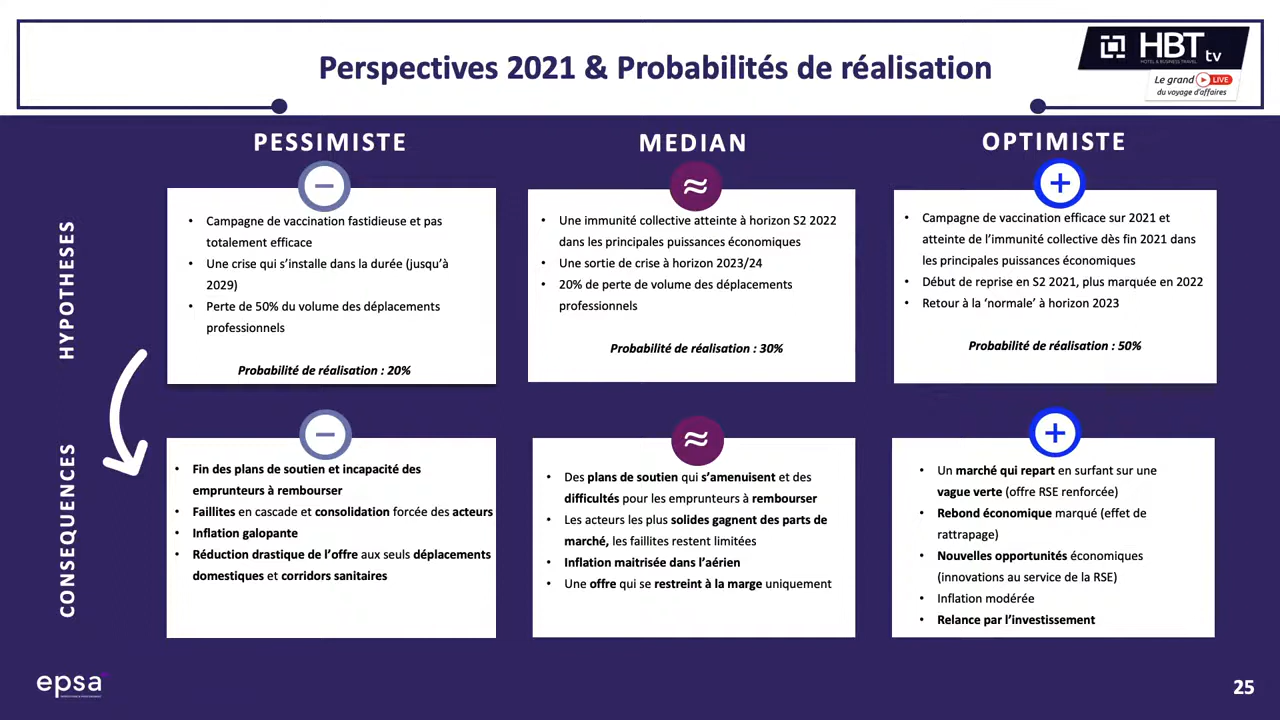 Perspectives 2021 & Probabilités de réalisation
HBT tv
HOTEL & BUSINESS TRAVEL
Le grand LIVE
du voyage d'affaires
PESSIMISTE
MEDIAN
OPTIMISTE
HYPOTHESES
• Campagne de vaccination fastidieuse et pas
totalement efficace
• Une crise qui s'installe dans la durée (jusqu'à
2029)
• Perte de 50% du volume des déplacements
professionnels
Probabilité de réalisation : 20%
• Une immunité collective atteinte à horizon S2 2022
dans les principales puissances économiques
• Une sortie de crise à horizon 2023/24
• 20% de perte de volume des déplacements
professionnels
Probabilité de réalisation : 30%
• Campagne de vaccination efficace sur 2021 et
atteinte de l'immunité collective dès fin 2021 dans
les principales puissances économiques
• Début de reprise en S2 2021, plus marquée en 2022
• Retour à la 'normale' à horizon 2023
Probabilité de réalisation : 50%
CONSEQUENCES
• Fin des plans de soutien et incapacité des
emprunteurs à rembourser
• Faillites en cascade et consolidation forcée des acteurs
• Inflation galopante
• Réduction drastique de l'offre aux seuls déplacements
domestiques et corridors sanitaires
• Des plans de soutien qui s'amenuisent et des
difficultés pour les emprunteurs à rembourser
• Les acteurs les plus solides gagnent des parts de
marché, les faillites restent limitées
• Inflation maitrisée dans l'aérien
• Une offre qui se restreint à la marge uniquement
• Un marché qui repart en surfant sur une
vague verte (offre RSE renforcée)
• Rebond économique marqué (effet de
rattrapage)
• Nouvelles opportunités économiques
(innovations au service de la RSE)
• Inflation modérée
• Relance par l'investissement
epsa
25